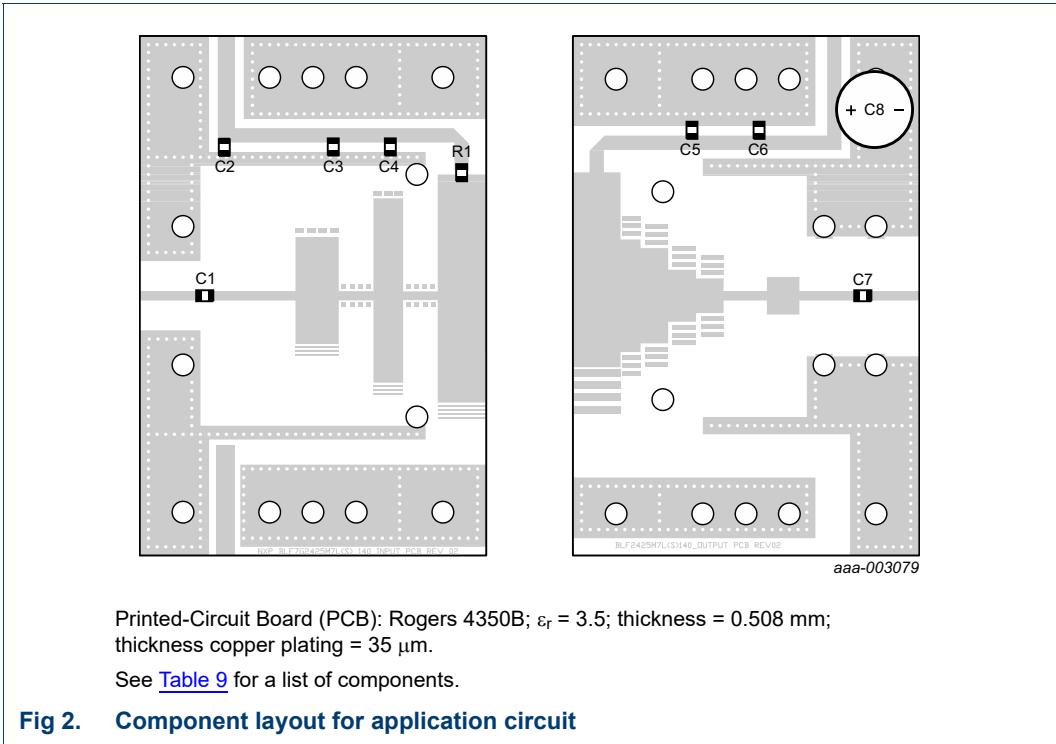 C2 C3 C4 R1
C1
NXP BLF7G2425M7L(S) 140 INPUT PCB REV 02
+ C8 −
C5 C6
C7
BLF2425M7L(S)140_OUTPUT PCB REV02
aaa-003079
Printed-Circuit Board (PCB): Rogers 4350B; εr = 3.5; thickness = 0.508 mm;
thickness copper plating = 35 μm.
See Table 9 for a list of components.
Fig 2. Component layout for application circuit